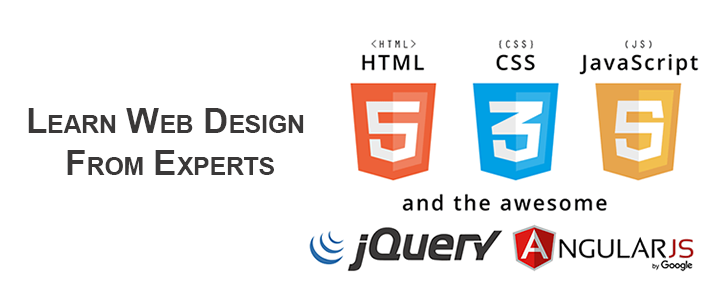 Learn Web Design
From Experts
<HTML> (CSS) (JS)
HTML CSS JavaScript
5 3 5
and the awesome
jQuery ANGULARJS
by Google